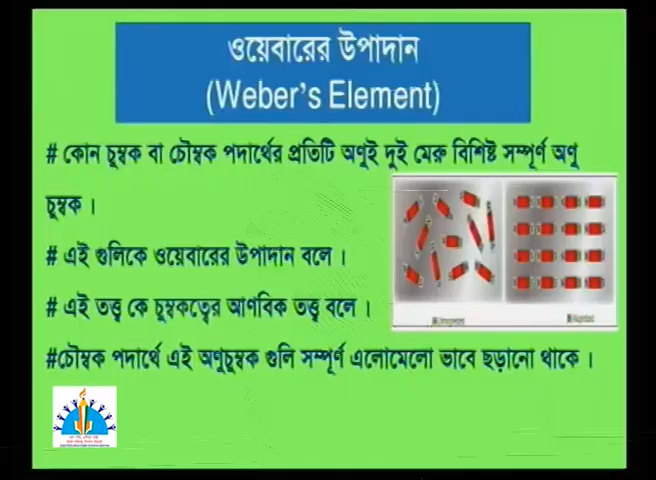 ওয়েবারের উপাদান
(Weber's Element)
# কোন চুম্বক বা চৌম্বক পদার্থের প্রতিটি অণুই দুই মেরু বিশিষ্ট সম্পূর্ণ অণু
চুম্বক ।
# এই গুলিকে ওয়েবারের উপাদান বলে ।
# এই তত্ত্ব কে চুম্বকত্বের আণবিক তত্ত্ব বলে ।
#চৌম্বক পদার্থে এই অণুচুম্বক গুলি সম্পূর্ণ এলোমেলো ভাবে ছড়ানো থাকে ।